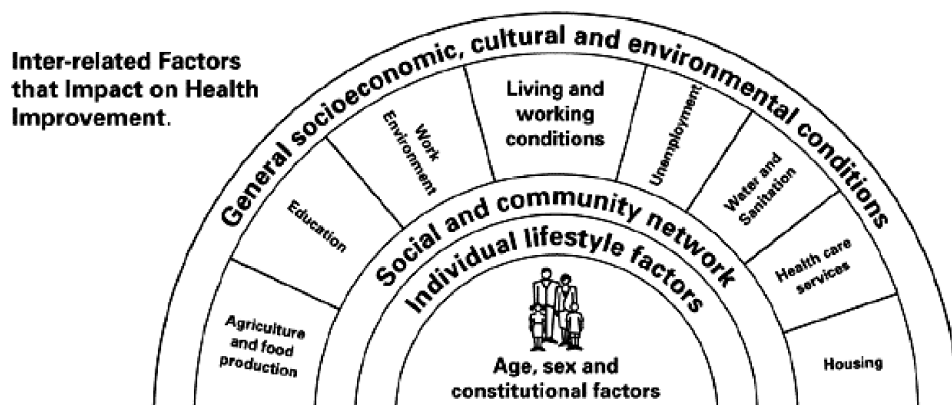 Inter-related Factors
that Impact on Health
Improvement.
General socioeconomic, cultural and environmental conditions
Agriculture
and food
production
Education
Work
Environment
Living and
working
conditions
Unemployment
Water and
Sanitation
Health care
services
Housing
Social and community network
Individual lifestyle factors
Age, sex and
constitutional factors